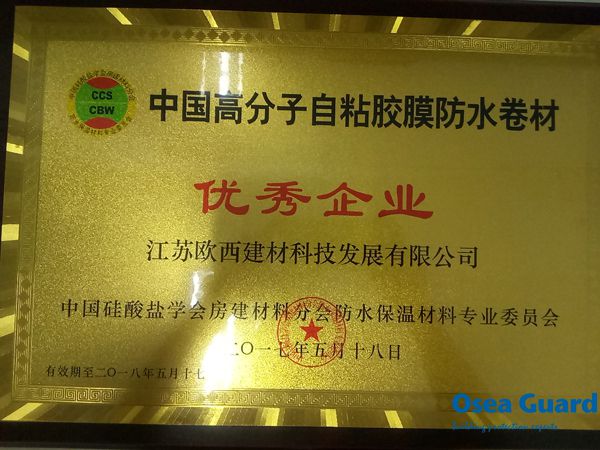 CCS
CBW
中国高分子自粘胶膜防水卷材
优秀企业
江苏欧西建材科技发展有限公司
中国硅酸盐学会房建材料分会防水保温材料专业委员会
二〇一七年五月十八日
有效期至二〇一八年五月十七
Osea Guard